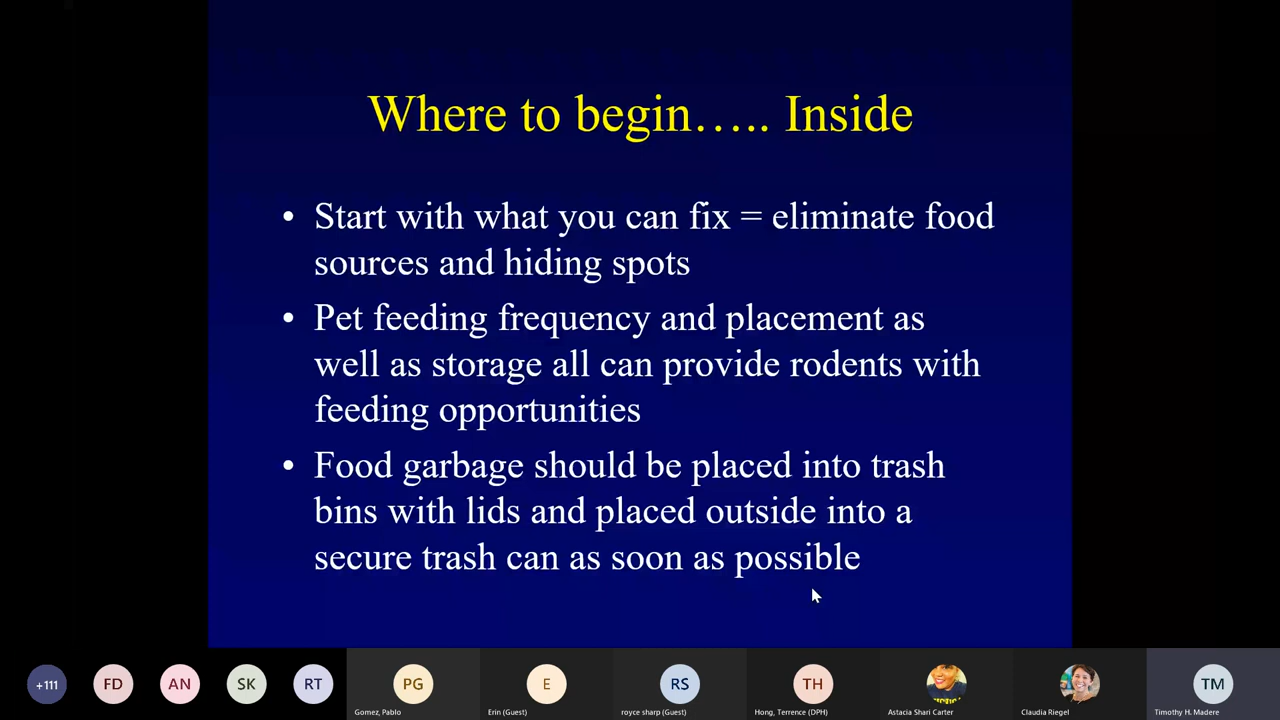 Where to begin….. Inside
• Start with what you can fix = eliminate food
sources and hiding spots
• Pet feeding frequency and placement as
well as storage all can provide rodents with
feeding opportunities
• Food garbage should be placed into trash
bins with lids and placed outside into a
secure trash can as soon as possible
+111
FD
AN
SK
RT
PG
E
RS
TH
TM
Gomez, Pablo
Erin (Guest)
royce sharp (Guest)
Hong, Terrence (DPH)
Astacia Shari Carter
Claudia Riegel
Timothy H. Madere